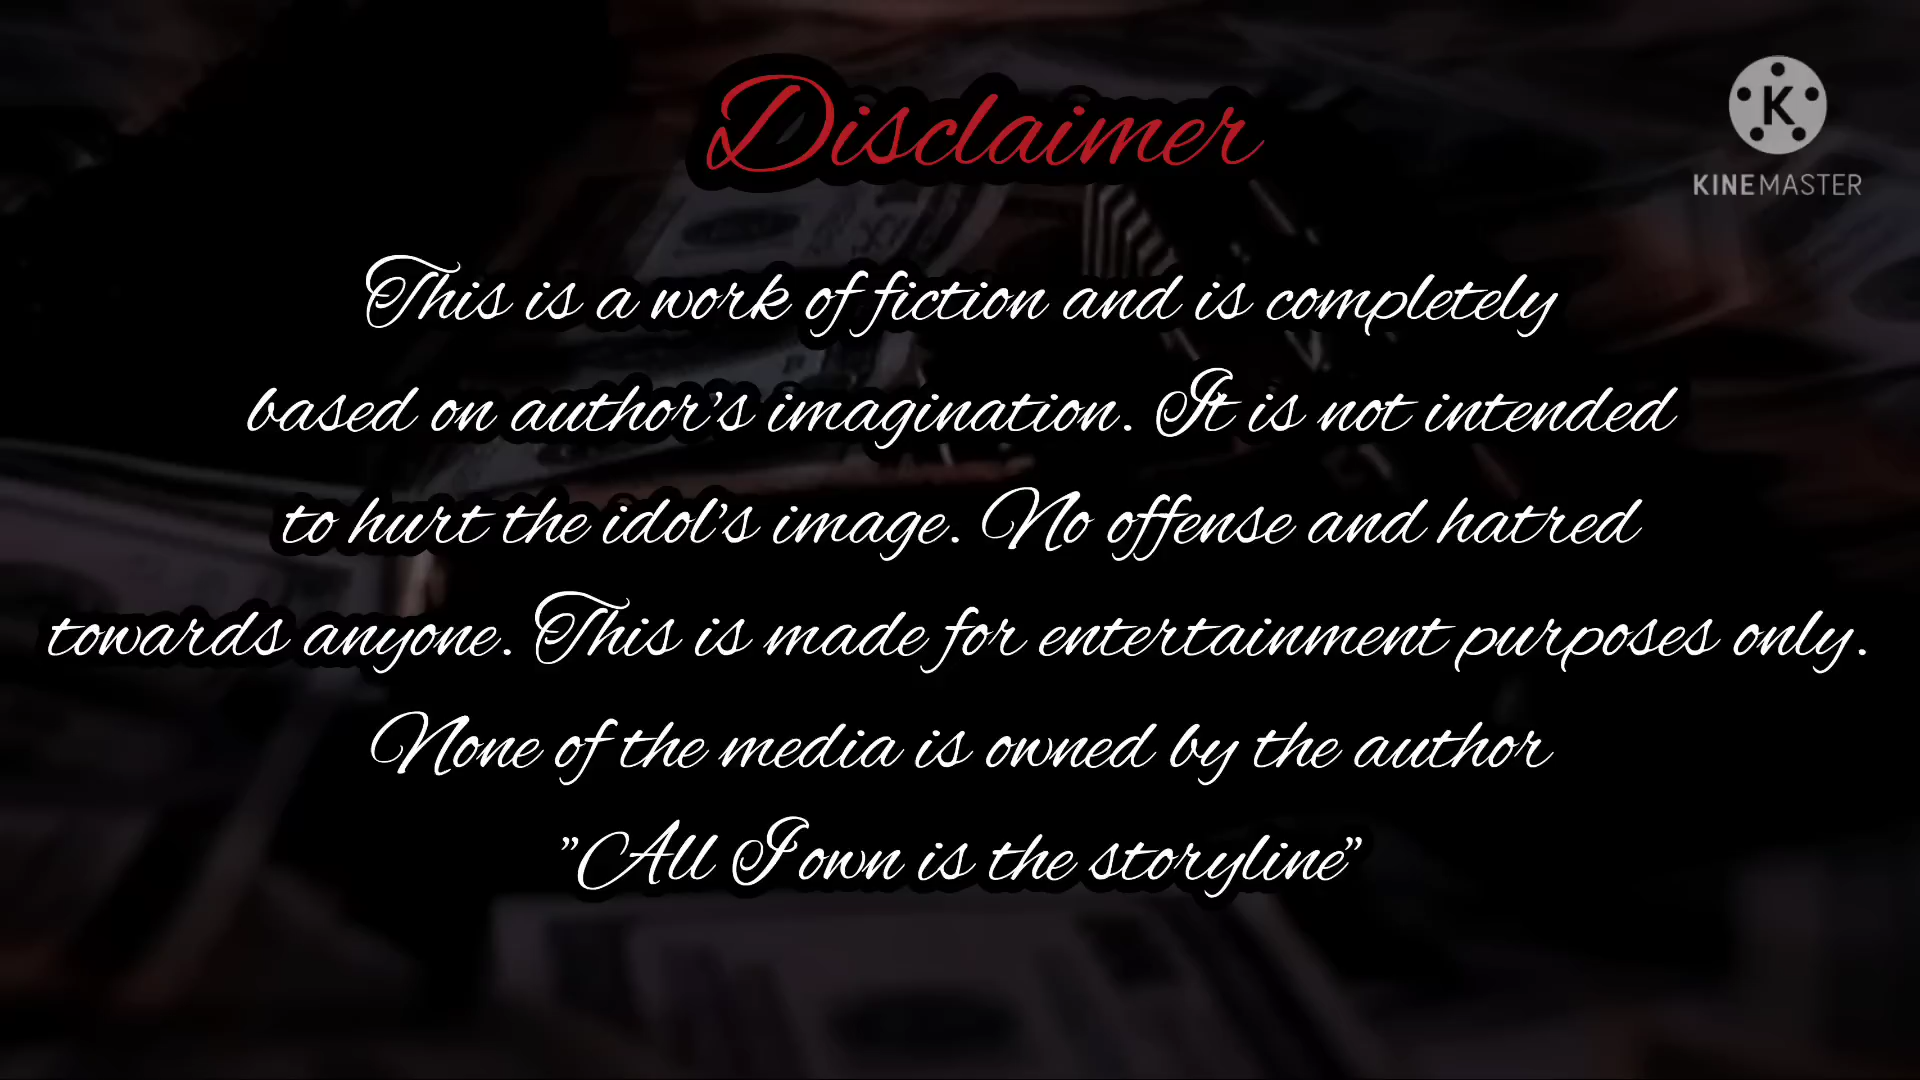 Disclaimer
K
KINEMASTER
This is a work of fiction and is completely
based on author's imagination. It is not intended
to hurt the idol's image. No offense and hatred
towards anyone. This is made for entertainment purposes only.
None of the media is owned by the author
"All I own is the storyline"